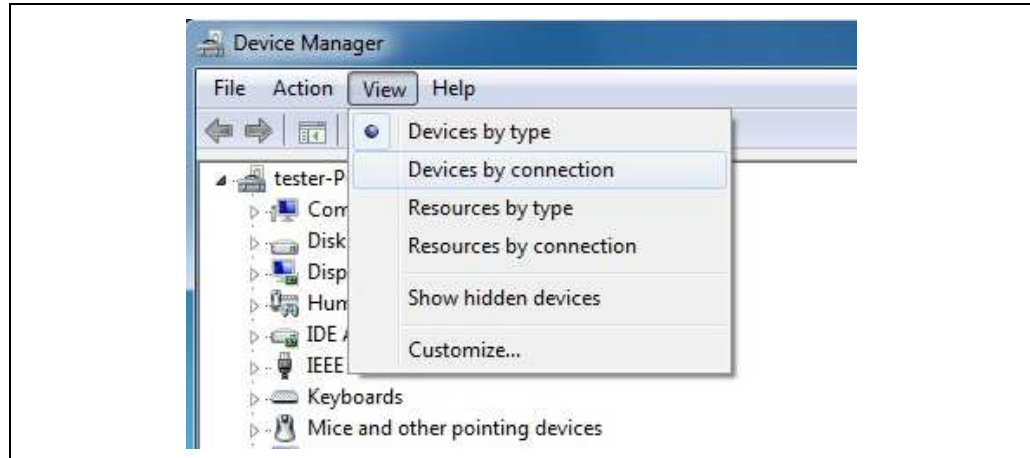 Device Manager
File Action View Help
Devices by type
Devices by connection
Resources by type
Resources by connection
Show hidden devices
Customize...
tester-P
Com
Disk
Disp
Hum
IDE A
IEEE
Keyboards
Mice and other pointing devices